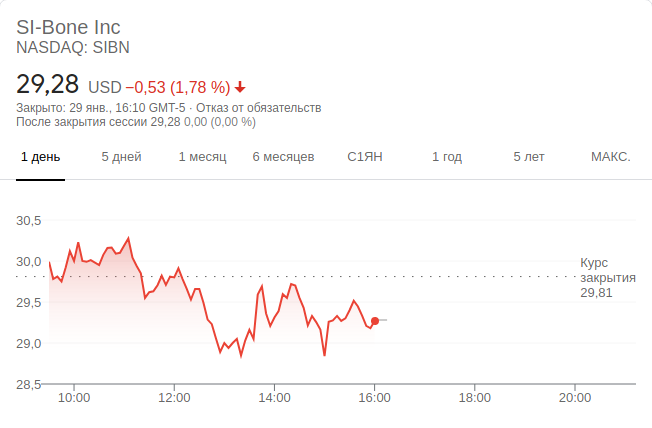 SI-Bone Inc
NASDAQ: SIBN
29,28 USD −0,53 (1,78 %)
Закрыто: 29 янв., 16:10 GMT-5 · Отказ от обязательств
После закрытия сессии 29,28 0,00 (0,00 %)
1 день 5 дней 1 месяц 6 месяцев С1ЯН 1 год 5 лет МАКС.
30,5
30,0
29,5
29,0
28,5
Курс
закрытия
29,81
10:00 12:00 14:00 16:00 18:00 20:00